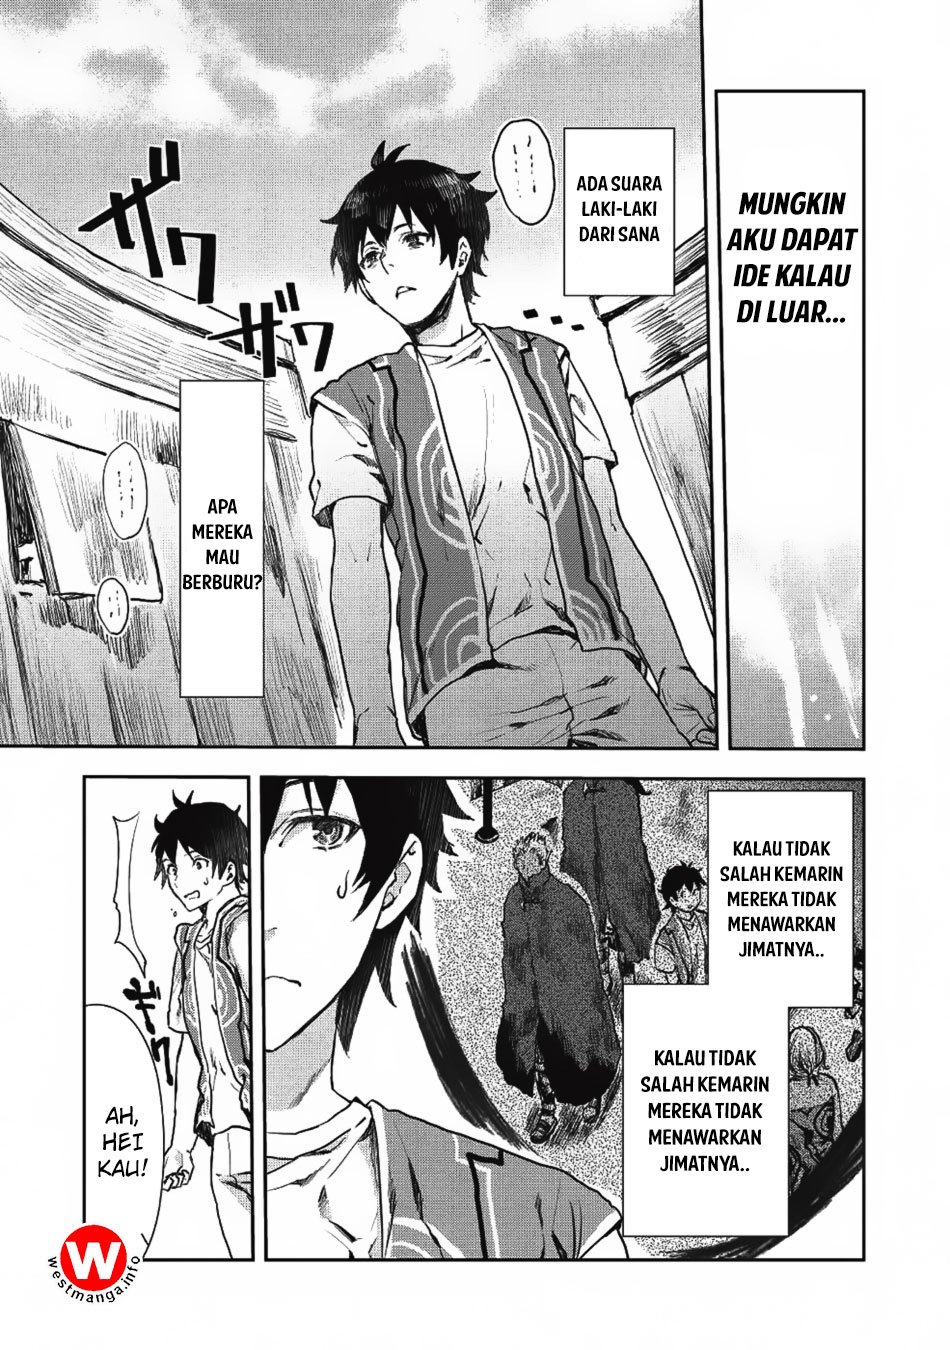 MUNGKIN
AKU DAPAT
IDE KALAU
DI LUAR...
ADA SUARA
LAKI-LAKI
DARI SANA
ザワ
ザワ
APA
MEREKA
MAU
BERBURU?
KALAU TIDAK
SALAH KEMARIN
MEREKA TIDAK
MENAWARKAN
JIMATNYA..
KALAU TIDAK
SALAH KEMARIN
MEREKA TIDAK
MENAWARKAN
JIMATNYA..
ギク
AH,
HEI
KAU!
W
westmanga.info